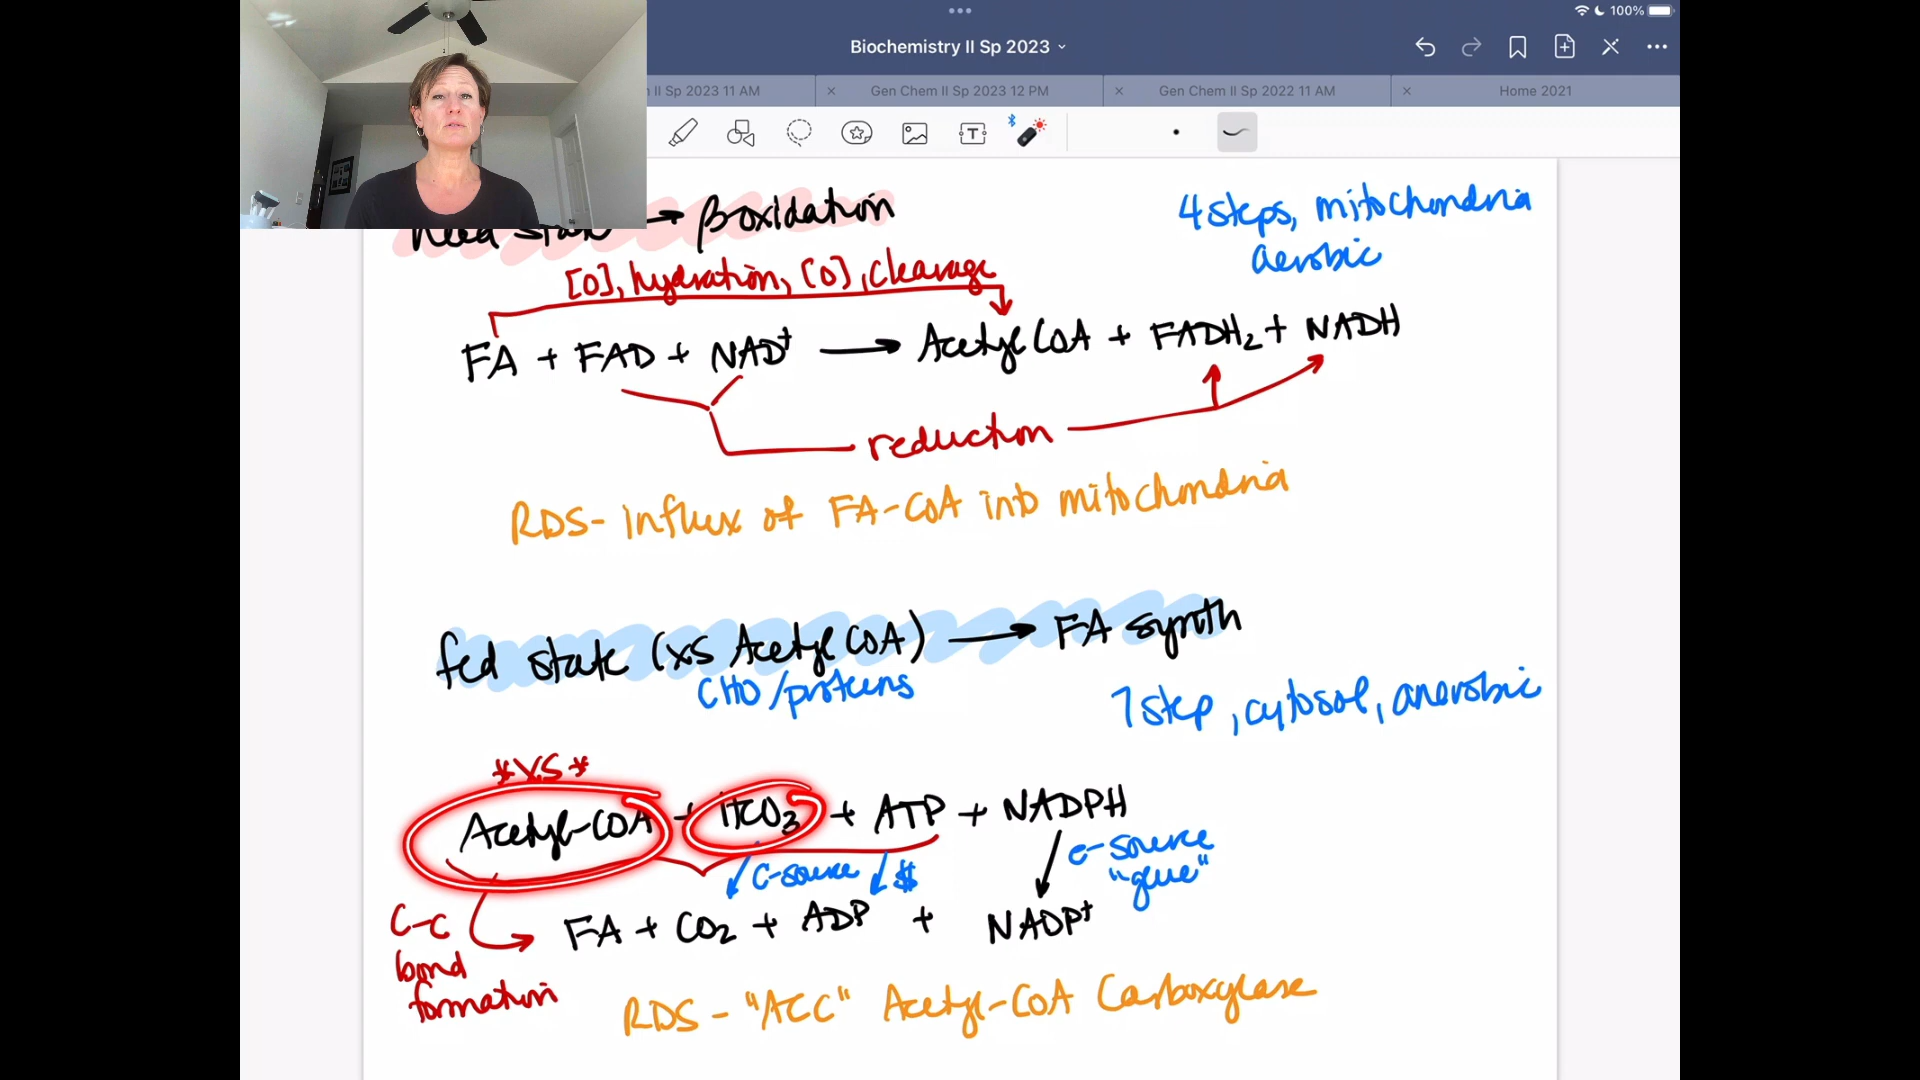 100%
Biochemistry II Sp 2023
II Sp 2023 11 AM
Gen Chem II Sp 2023 12 PM
Gen Chem II Sp 2022 11 AM
Home 2021
→ βoxidation
4 steps, mitochondria
aerobic
[O], hydration, [O], cleavage
FA + FAD + NAD+ → Acetyl COA + FADH2 + NADH
reduction
RDS- influx of FA-COA into mitochondria
fed state (xs Acetyl COA) → FA synth
CHO/proteins
7 step, cytosol, anerobic
*XS*
Acetyl-COA + HCO3 + ATP + NADPH
C-source
$
e- source
"glue"
C-C
bond
formation
FA + CO2 + ADP + NADP+
RDS - "ACC" Acetyl-COA Carboxylase